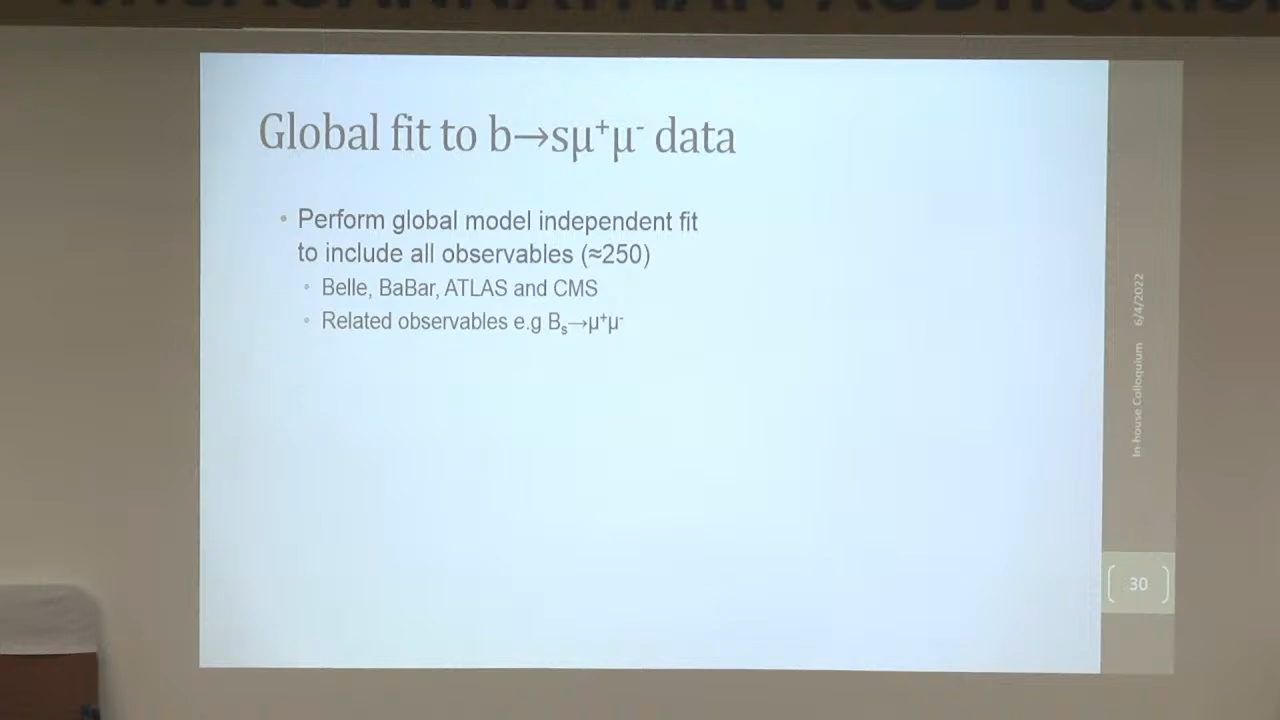 Global fit to b→sμ⁺μ⁻ data
• Perform global model independent fit
to include all observables (≈250)
• Belle, BaBar, ATLAS and CMS
• Related observables e.g Bₛ→μ⁺μ⁻
In-house Colloquium 6/4/2022
30